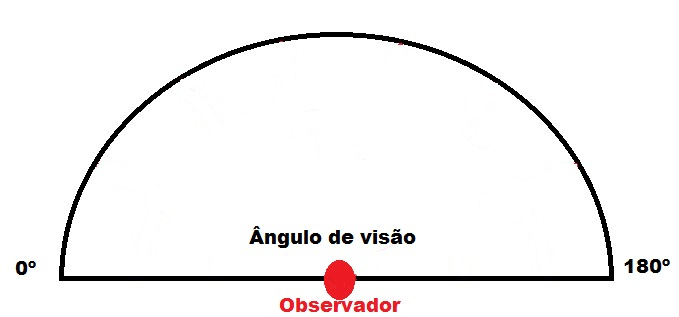 Ângulo de visão
0º
180º
Observador